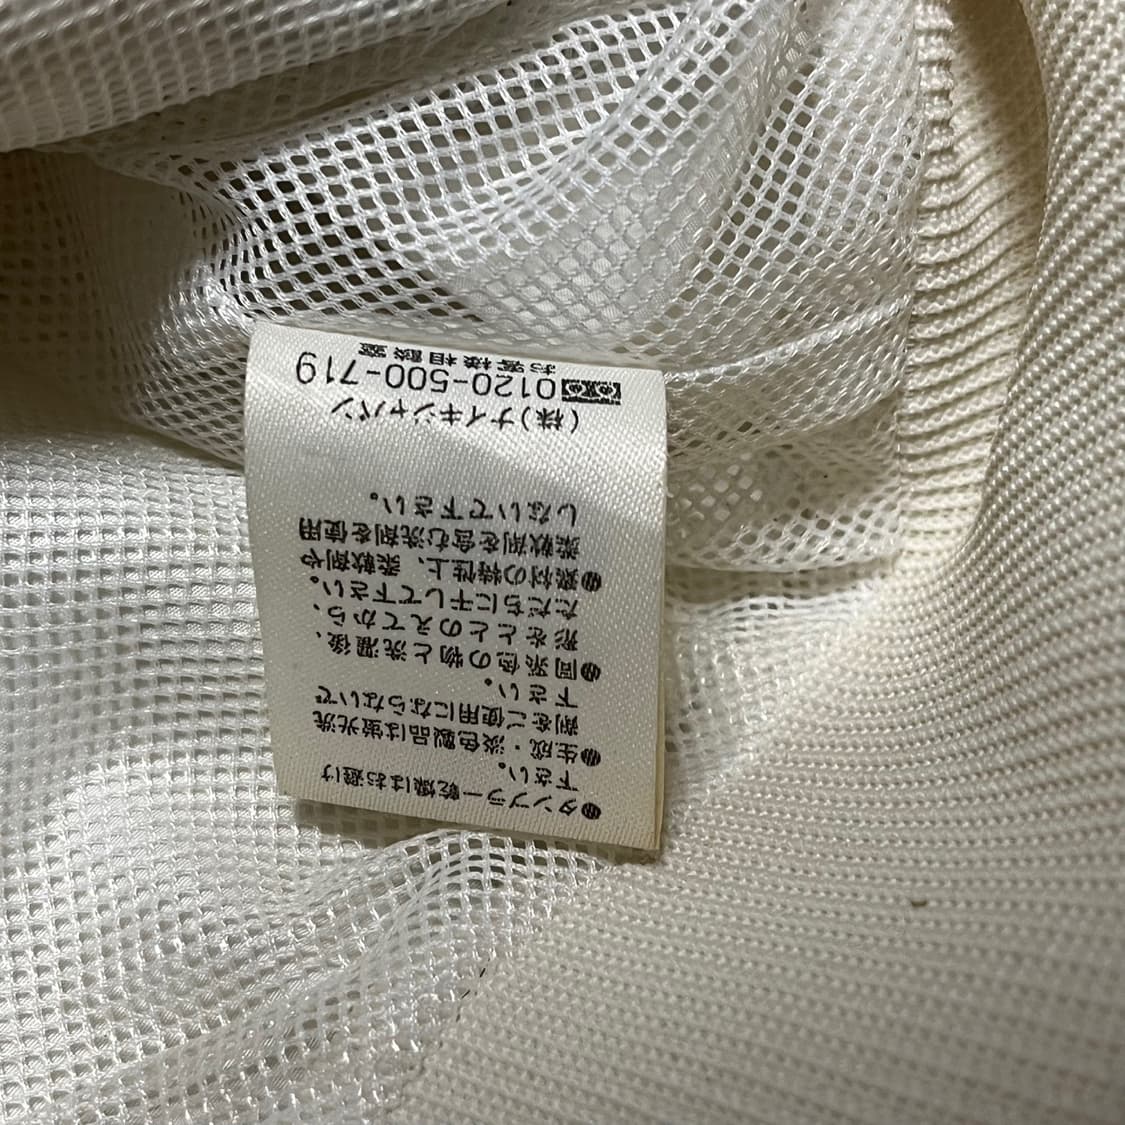 ●タンブラー乾燥はお避け
下さい。
●生成・淡色製品は蛍光洗
剤をご使用にならないで
下さい。
●同系色の物と洗濯後、
形をととのえてから、
ただちに干して下さい。
●素材の特性上、柔軟剤や
柔軟剤を含む洗剤を使用
しないで下さい。
(株)ナイキジャパン
0120-500-719
お客様相談室